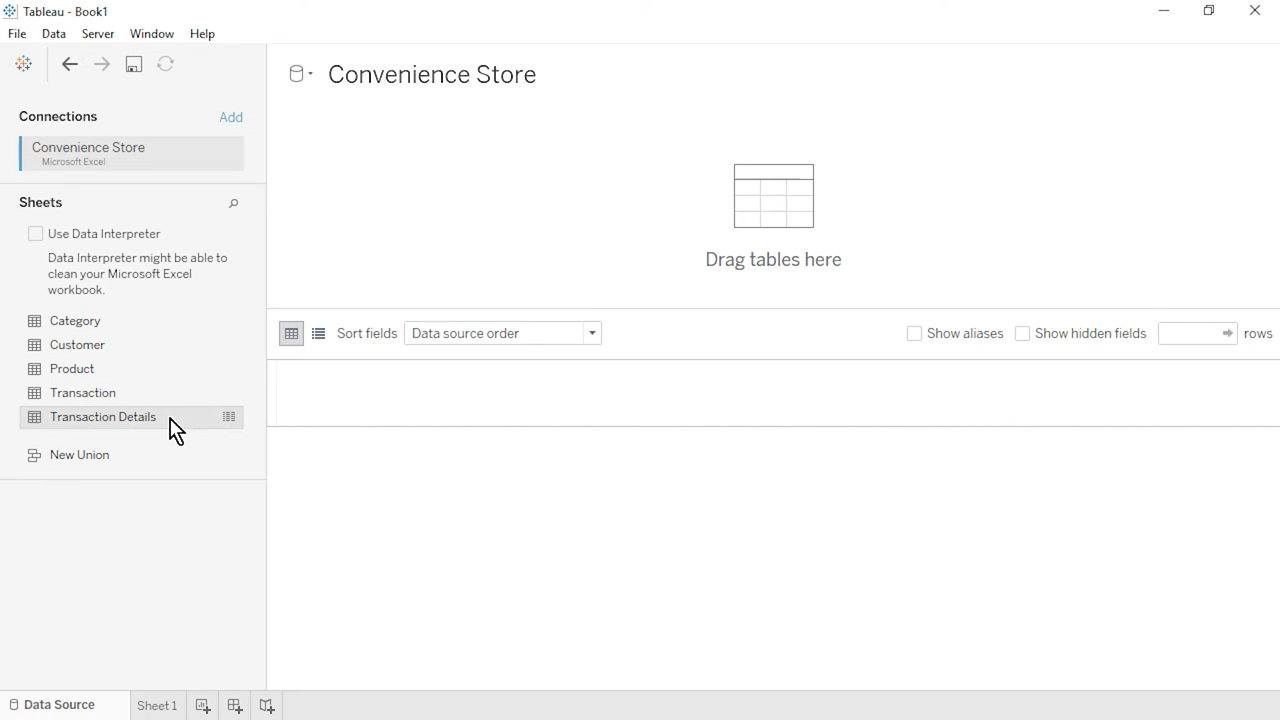 Tableau - Book1
File Data Server Window Help
Connections Add
Convenience Store
Microsoft Excel
Sheets
Use Data Interpreter
Data Interpreter might be able to
clean your Microsoft Excel
workbook.
Category
Customer
Product
Transaction
Transaction Details
New Union
Convenience Store
Drag tables here
Sort fields Data source order Show aliases Show hidden fields rows
Data Source Sheet 1